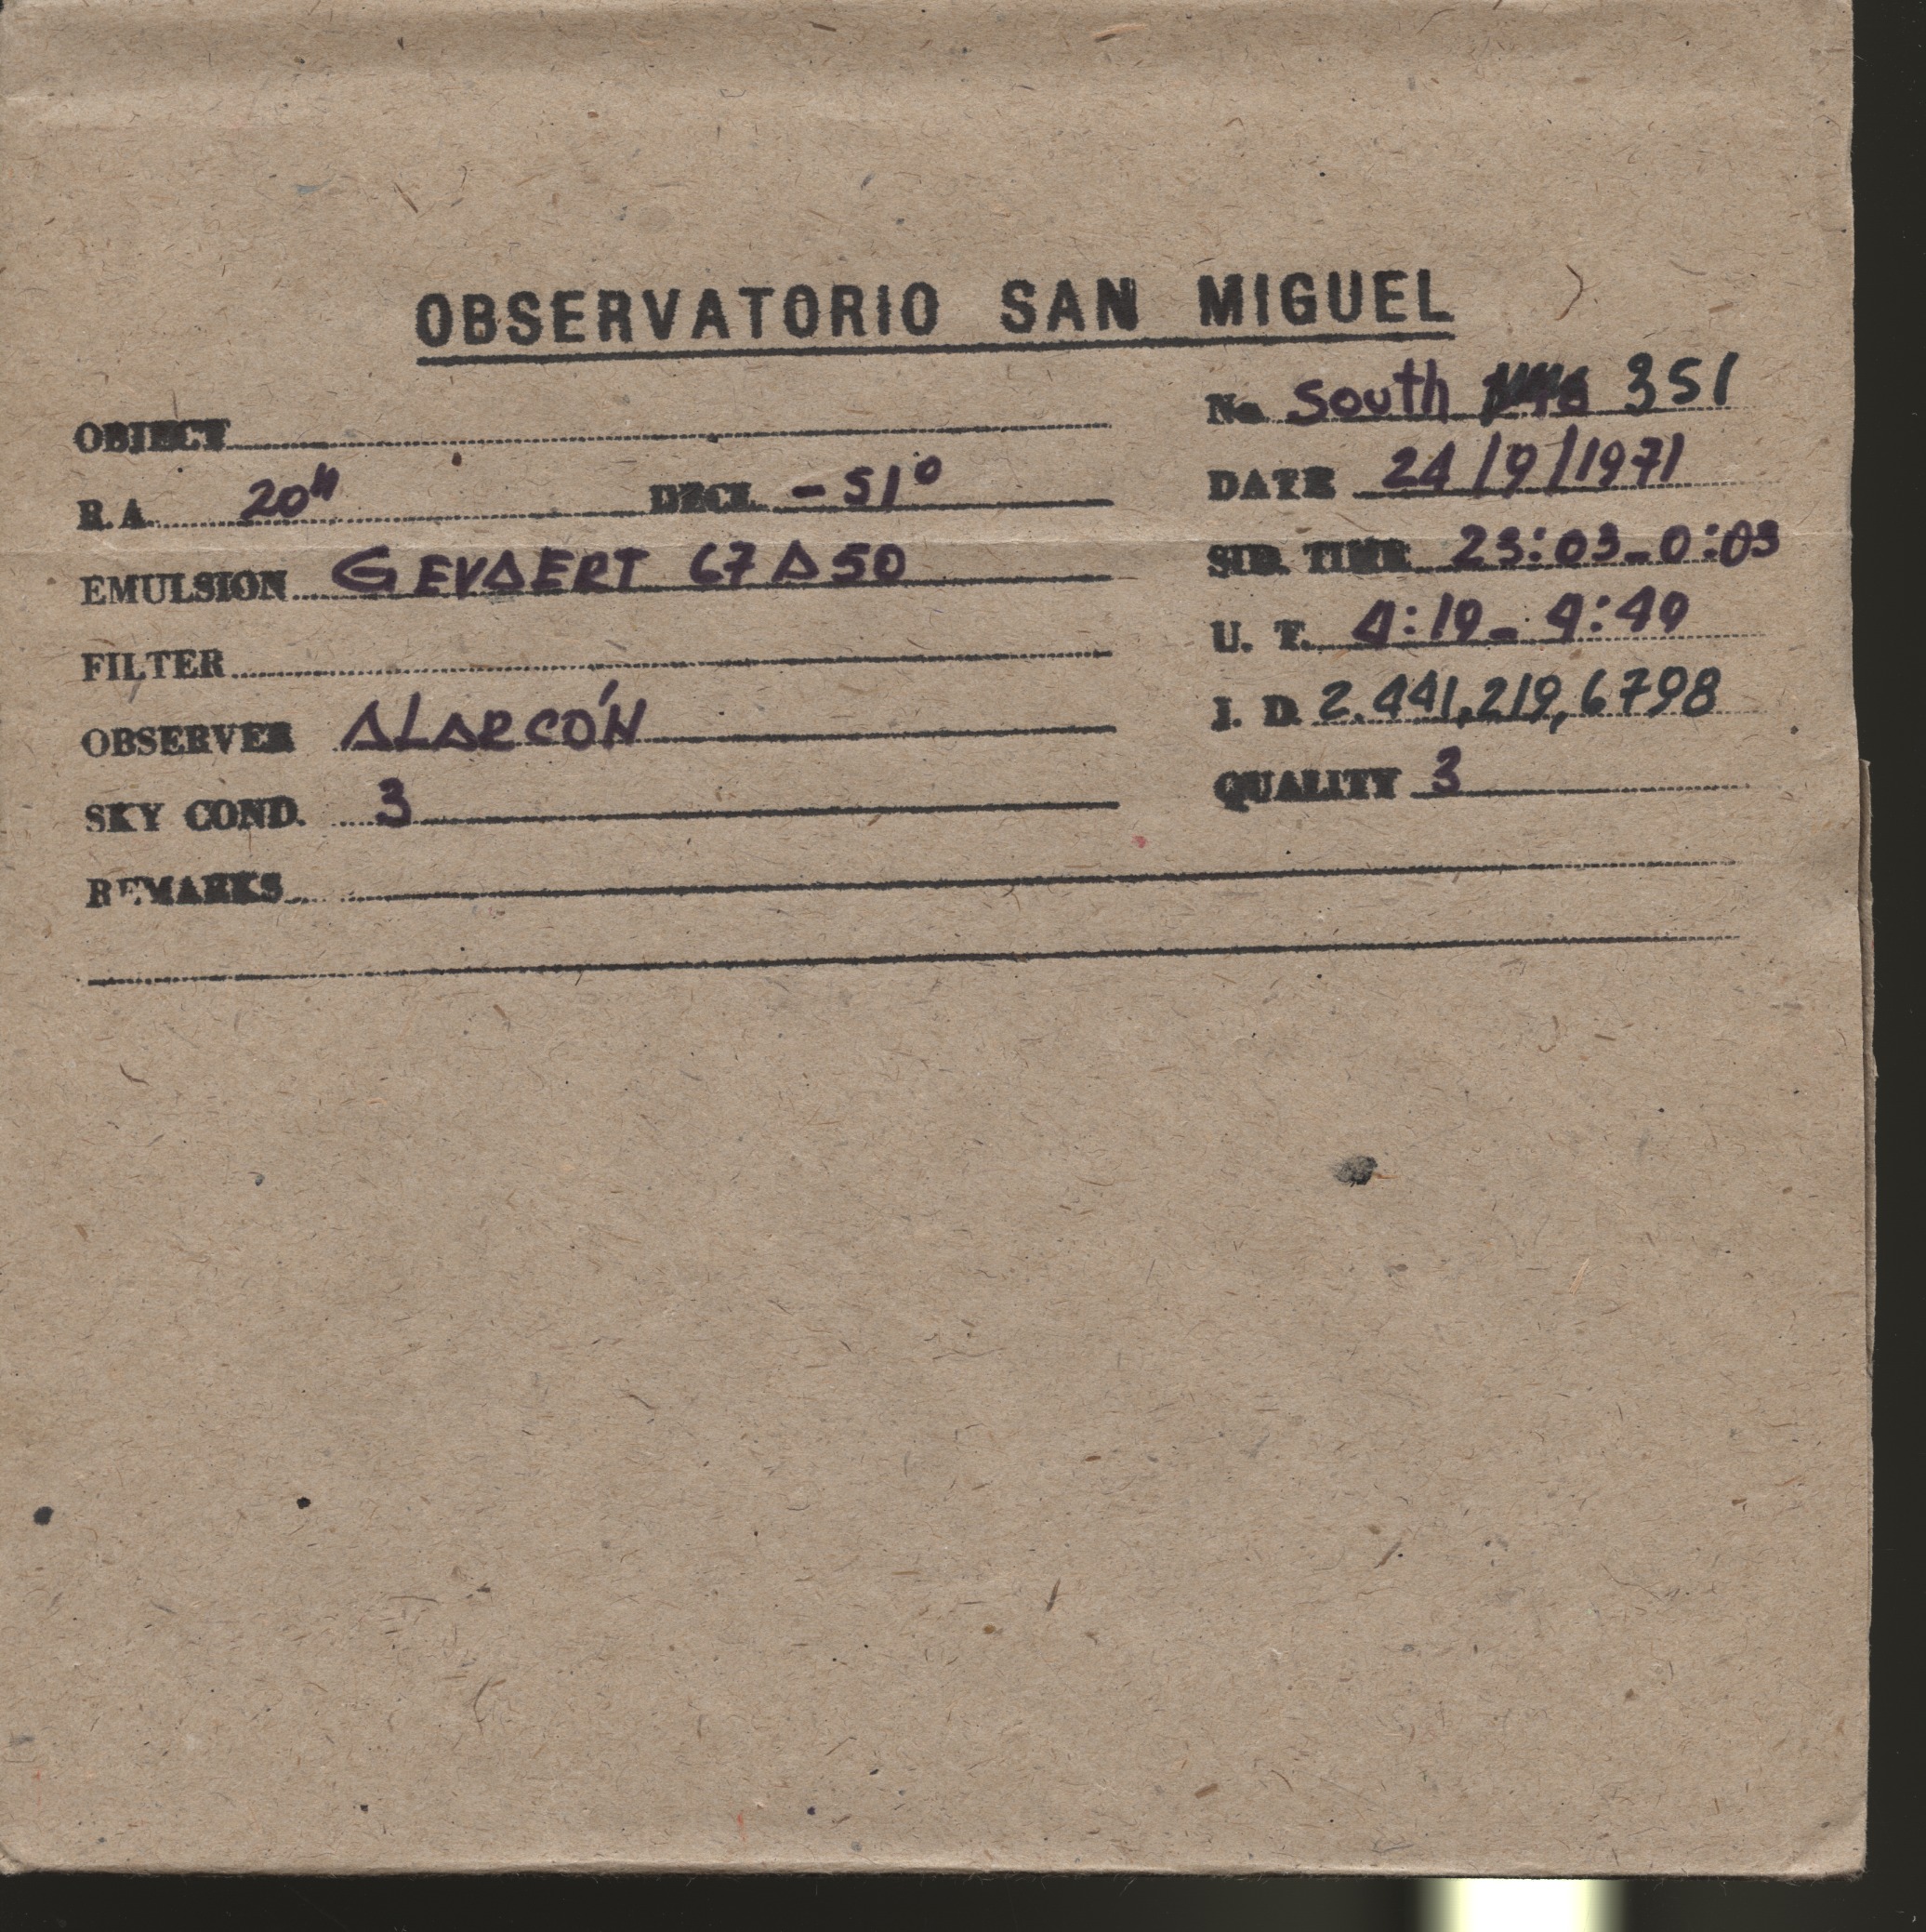 OBSERVATORIO SAN MIGUEL
OBJECT
No. South 351
R.A. 20h DECL. -51°
DATE 24/9/1971
EMULSION GEVAERT 67A50
SID. TIME 23:03-0:03
FILTER
U. T. 4:19-4:49
OBSERVER ALARCÓN
J. D. 2.441,219,6798
SKY COND. 3
QUALITY 3
REMARKS